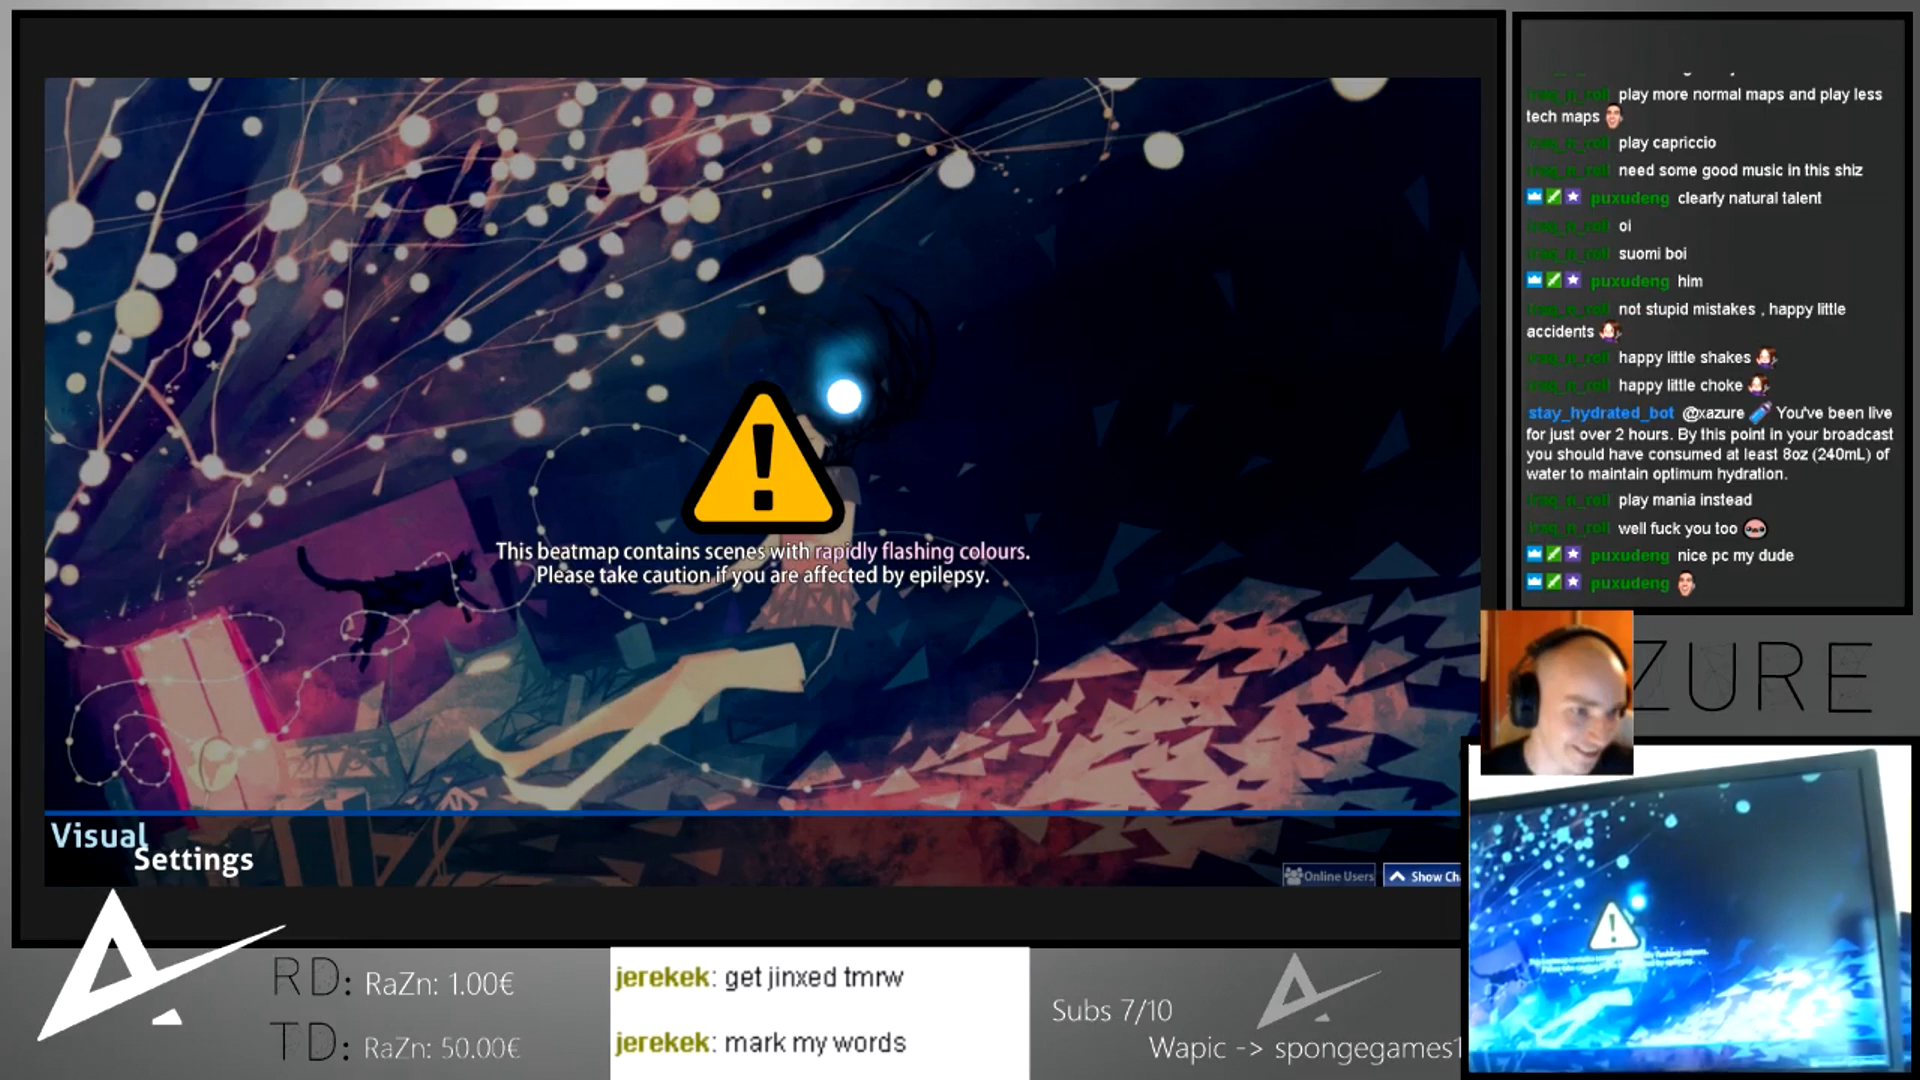 play more normal maps and play less
tech maps
play capriccio
need some good music in this shiz
puxudeng clearly natural talent
oi
suomi boi
puxudeng him
not stupid mistakes , happy little
accidents
happy little shakes
happy little choke
stay_hydrated_bot @xazure You've been live
for just over 2 hours. By this point in your broadcast
you should have consumed at least 8oz (240mL) of
water to maintain optimum hydration.
play mania instead
well fuck you too
puxudeng nice pc my dude
puxudeng
This beatmap contains scenes with rapidly flashing colours.
Please take caution if you are affected by epilepsy.
ZURE
Visual
Settings
Online Users
Show Ch
RD: RaZn: 1.00€
TD: RaZn: 50.00€
jerekek: get jinxed tmrw
jerekek: mark my words
Subs 7/10
Wapic -> spongegames1